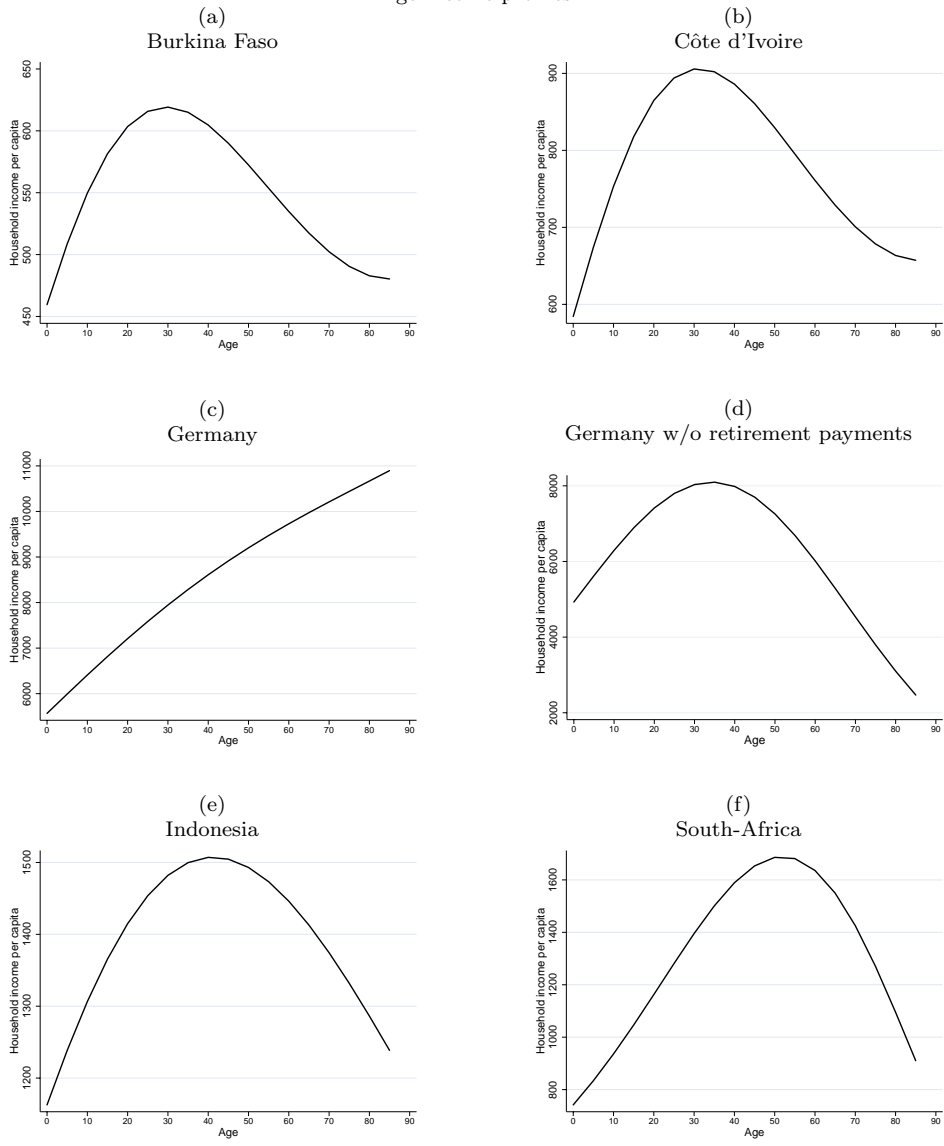 (a)
Burkina Faso
Household income per capita
650
600
550
500
450
0 10 20 30 40 50 60 70 80 90
Age
(b)
Côte d'Ivoire
Household income per capita
900
800
700
600
0 10 20 30 40 50 60 70 80 90
Age
(c)
Germany
Household income per capita
11000
10000
9000
8000
7000
6000
0 10 20 30 40 50 60 70 80 90
Age
(d)
Germany w/o retirement payments
Household income per capita
8000
6000
4000
2000
0 10 20 30 40 50 60 70 80 90
Age
(e)
Indonesia
Household income per capita
1500
1400
1300
1200
0 10 20 30 40 50 60 70 80 90
Age
(f)
South-Africa
Household income per capita
1600
1400
1200
1000
800
0 10 20 30 40 50 60 70 80 90
Age